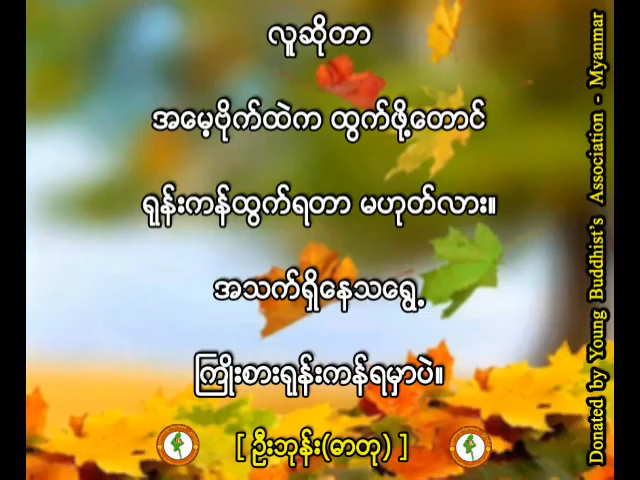 လူဆိုတာ
အမေ့ဗိုက်ထဲက ထွက်ဖို့တောင်
ရုန်းကန်ထွက်ရတာ မဟုတ်လား။
အသက်ရှိနေသရွေ့
ကြိုးစားရုန်းကန်ရမှာပဲ။
[ ဦးဘုန်း(ဓာတု) ]
Donated by Young Buddhist's Association - Myanmar